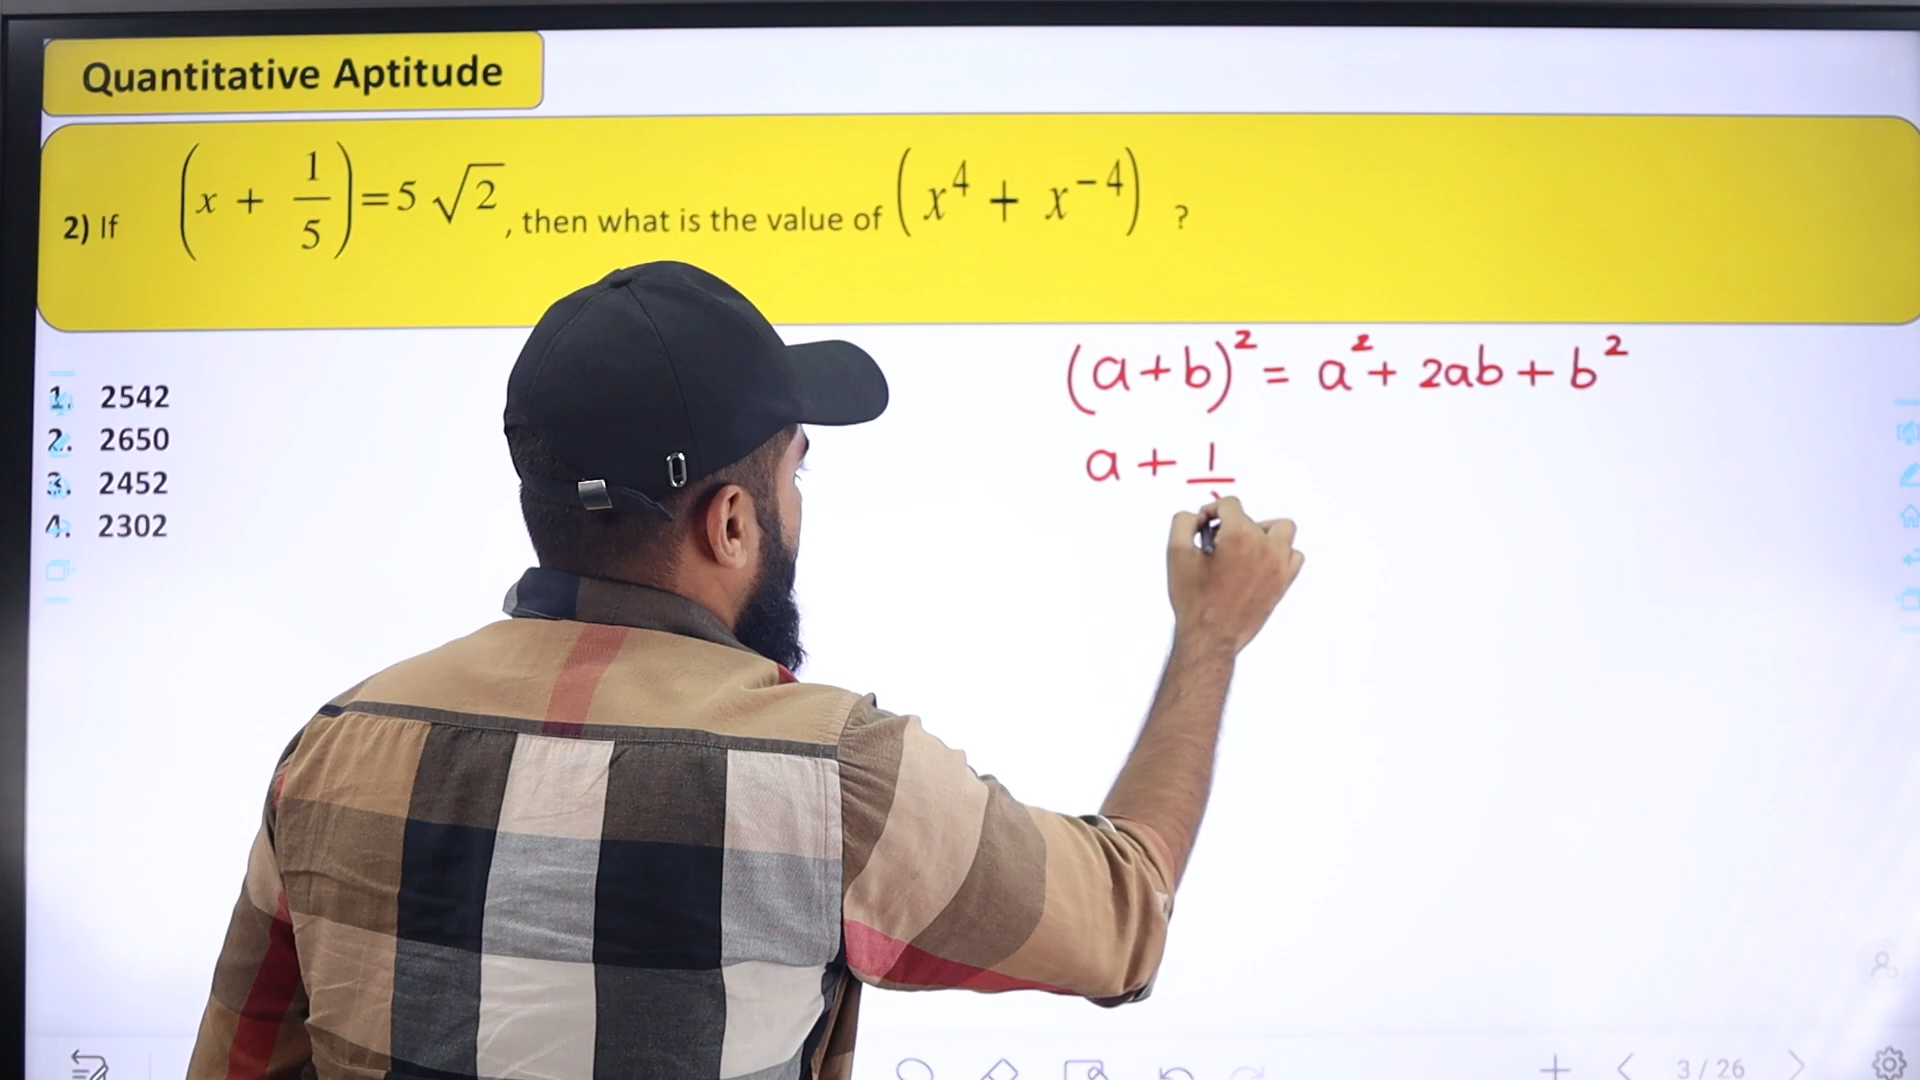 Quantitative Aptitude
2) If (x + 1/5) = 5 √2 , then what is the value of (x⁴ + x⁻⁴) ?
1. 2542
2. 2650
3. 2452
4. 2302
(a+b)² = a² + 2ab + b²
a + 1
3 / 26